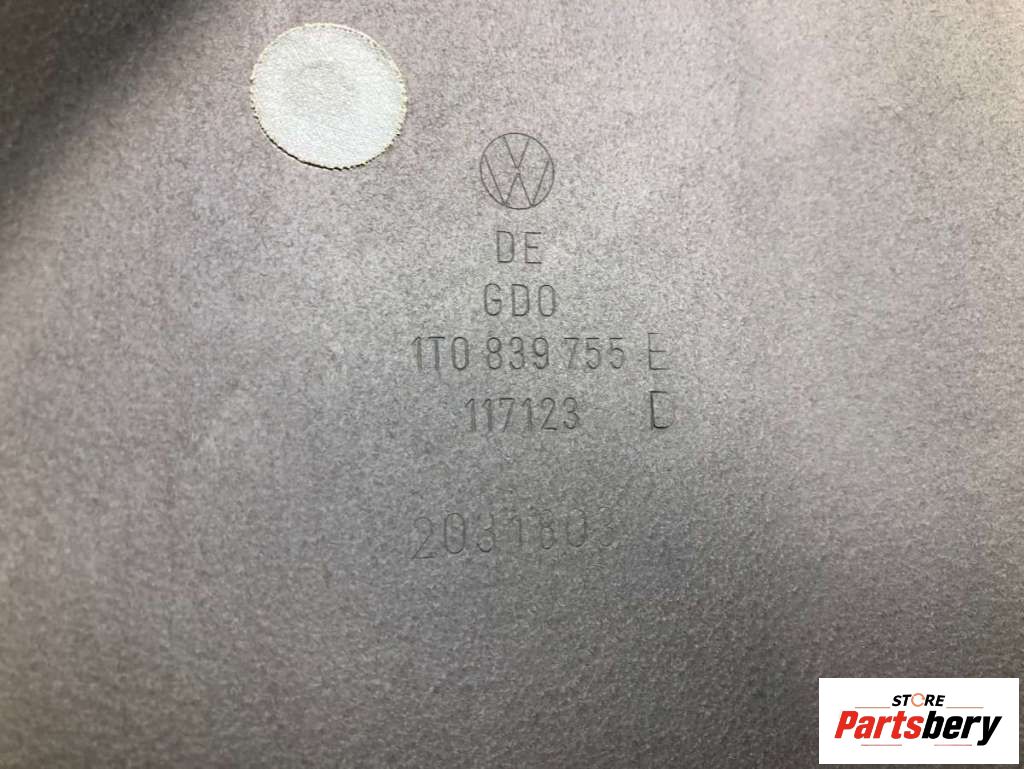 DE
GDO
1T0 839 755 E
117123 D
STORE
Partsbery